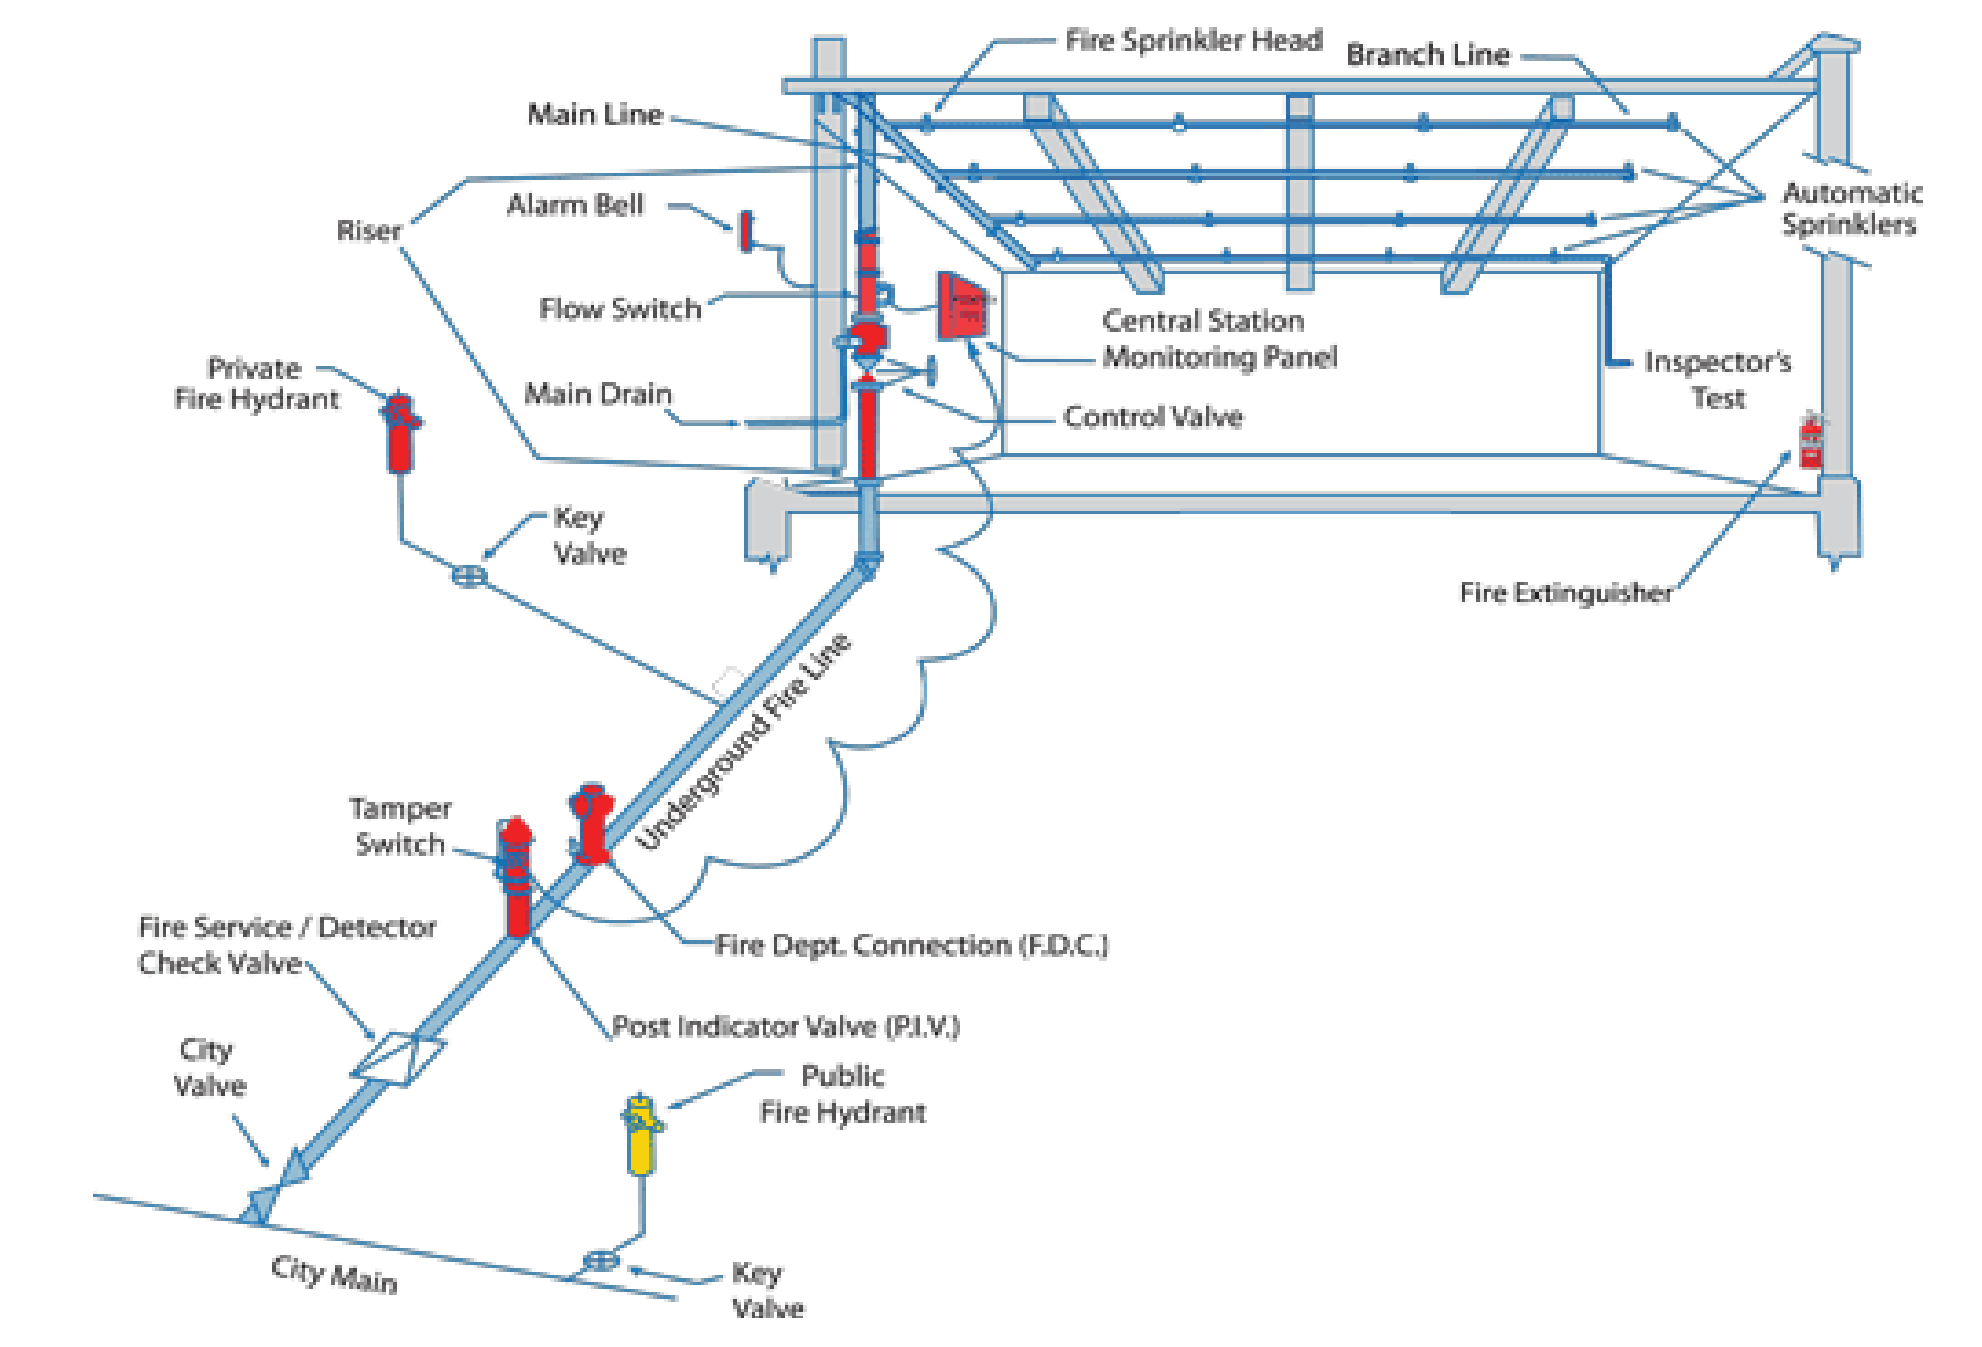 Fire Sprinkler Head
Branch Line
Main Line
Automatic
Sprinklers
Alarm Bell
Riser
Flow Switch
Central Station
Monitoring Panel
Inspector's
Test
Private
Fire Hydrant
Main Drain
Control Valve
Key
Valve
Fire Extinguisher
Underground Fire Line
Tamper
Switch
Fire Service / Detector
Check Valve
Fire Dept. Connection (F.D.C.)
Post Indicator Valve (P.I.V.)
City
Valve
Public
Fire Hydrant
City Main
Key
Valve